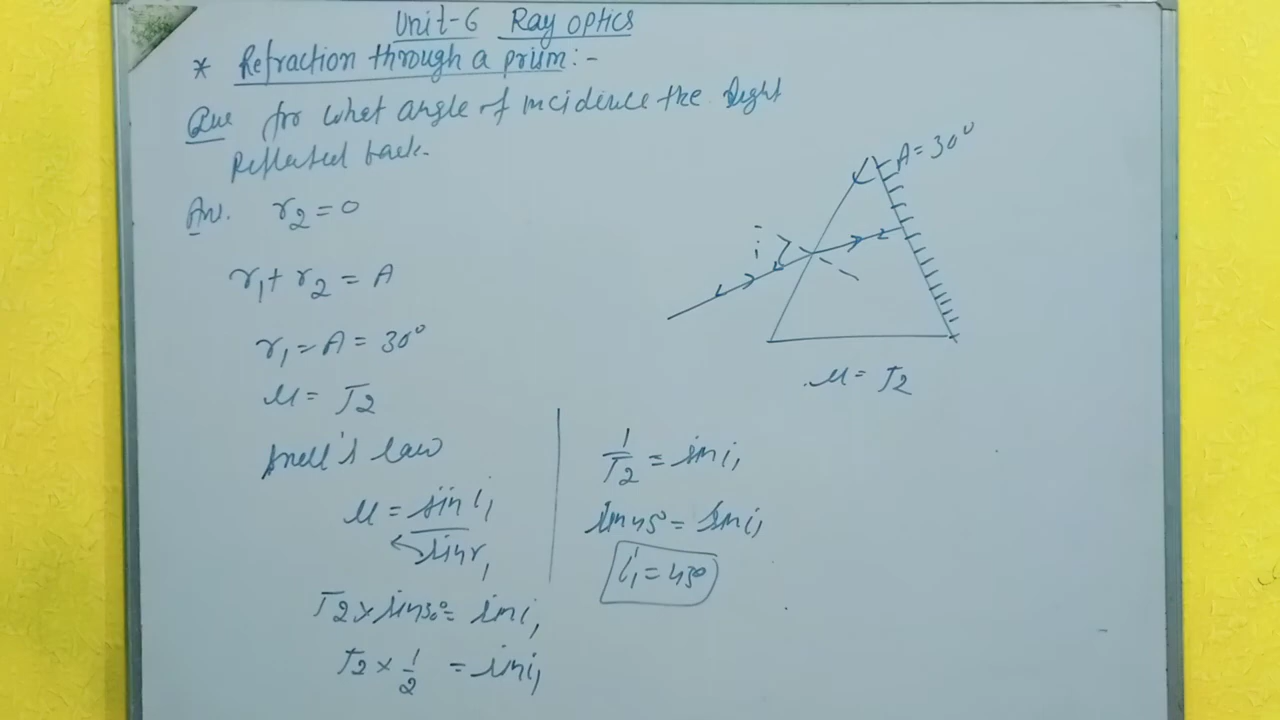 Unit-6 Ray optics
* Refraction through a prism:-
Que for what angle of incidence the light
Reflected back.
Ans. r₂ = 0
r₁ + r₂ = A
r₁ = A = 30°
μ = √2
snell's law
μ = sin i₁ / sin r₁
√2 × sin30° = sin i₁
√2 × 1/2 = sin i₁
1/√2 = sin i₁
sin 45° = sin i₁
i₁ = 45°
A = 30°
i
μ = √2